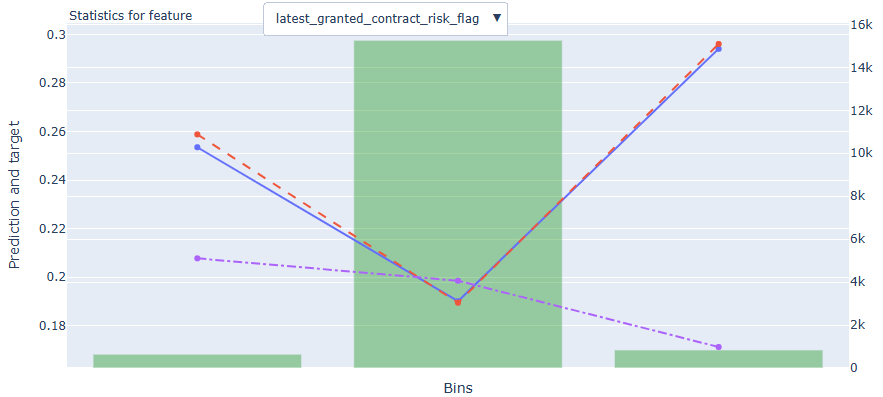 Statistics for feature
latest_granted_contract_risk_flag ▼
0.3
0.28
0.26
0.24
0.22
0.2
0.18
Prediction and target
16k
14k
12k
10k
8k
6k
4k
2k
0
Bins